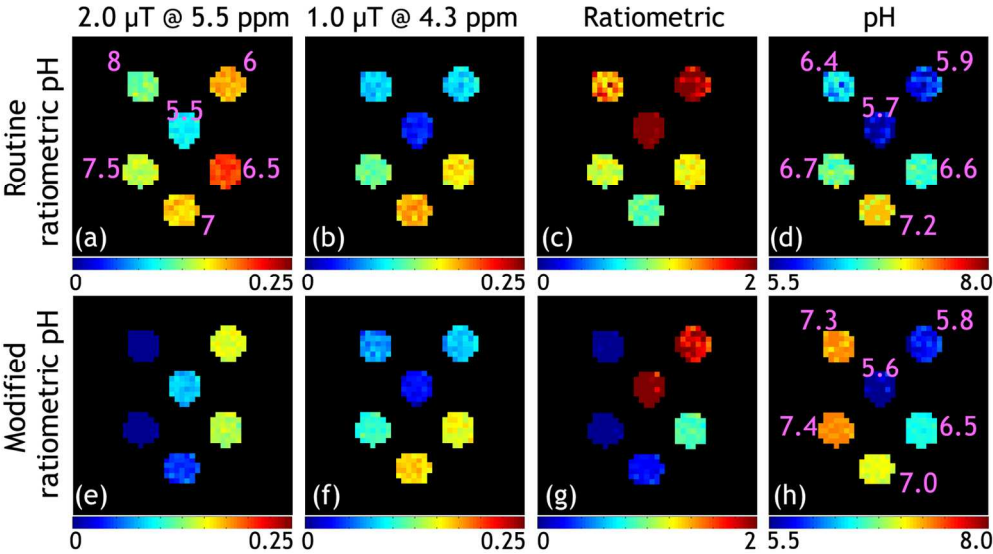 2.0 µT @ 5.5 ppm 1.0 µT @ 4.3 ppm Ratiometric pH
Routine
ratiometric pH
8 6
5.5
7.5 6.5
7
(a)
0 0.25
(b)
0 0.25
(c)
0 2
6.4 5.9
5.7
6.7 6.6
7.2
(d)
5.5 8.0
Modified
ratiometric pH
(e)
0 0.25
(f)
0 0.25
(g)
0 2
7.3 5.8
5.6
7.4 6.5
7.0
(h)
5.5 8.0